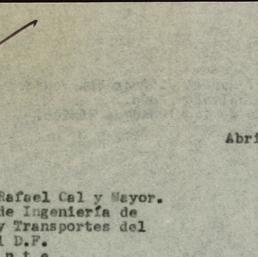 Abri
Rafael Cal y Mayor.
de Ingeniería de
y Transportes del
l D.F.
n t e